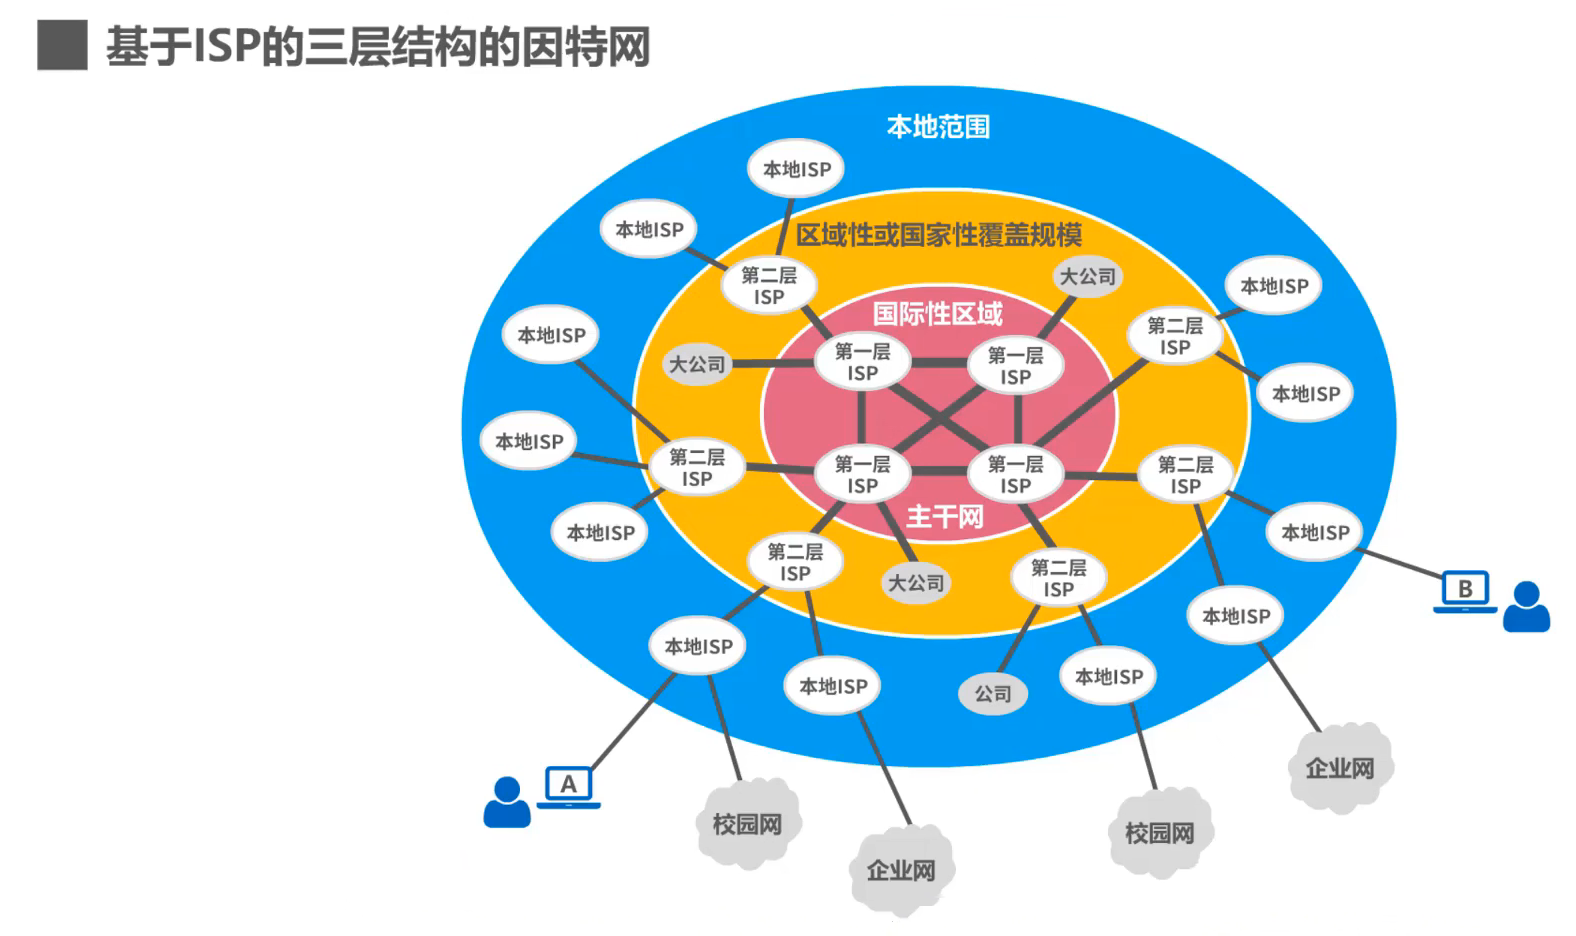 基于ISP的三层结构的因特网
本地范围
本地ISP
本地ISP
区域性或国家性覆盖规模
第二层
ISP
大公司
本地ISP
国际性区域
本地ISP
第二层
ISP
大公司
第一层
ISP
第一层
ISP
本地ISP
本地ISP
第二层
ISP
第一层
ISP
第一层
ISP
第二层
ISP
主干网
本地ISP
本地ISP
第二层
ISP
大公司
第二层
ISP
B
本地ISP
本地ISP
本地ISP
公司
本地ISP
A
企业网
校园网
校园网
企业网